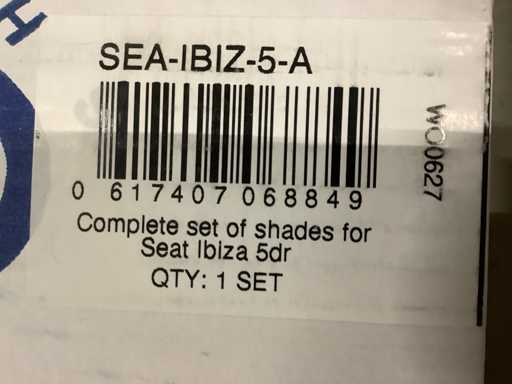 H
SEA-IBIZ-5-A
0 617407 068849
WO0627
Complete set of shades for
Seat Ibiza 5dr
QTY: 1 SET